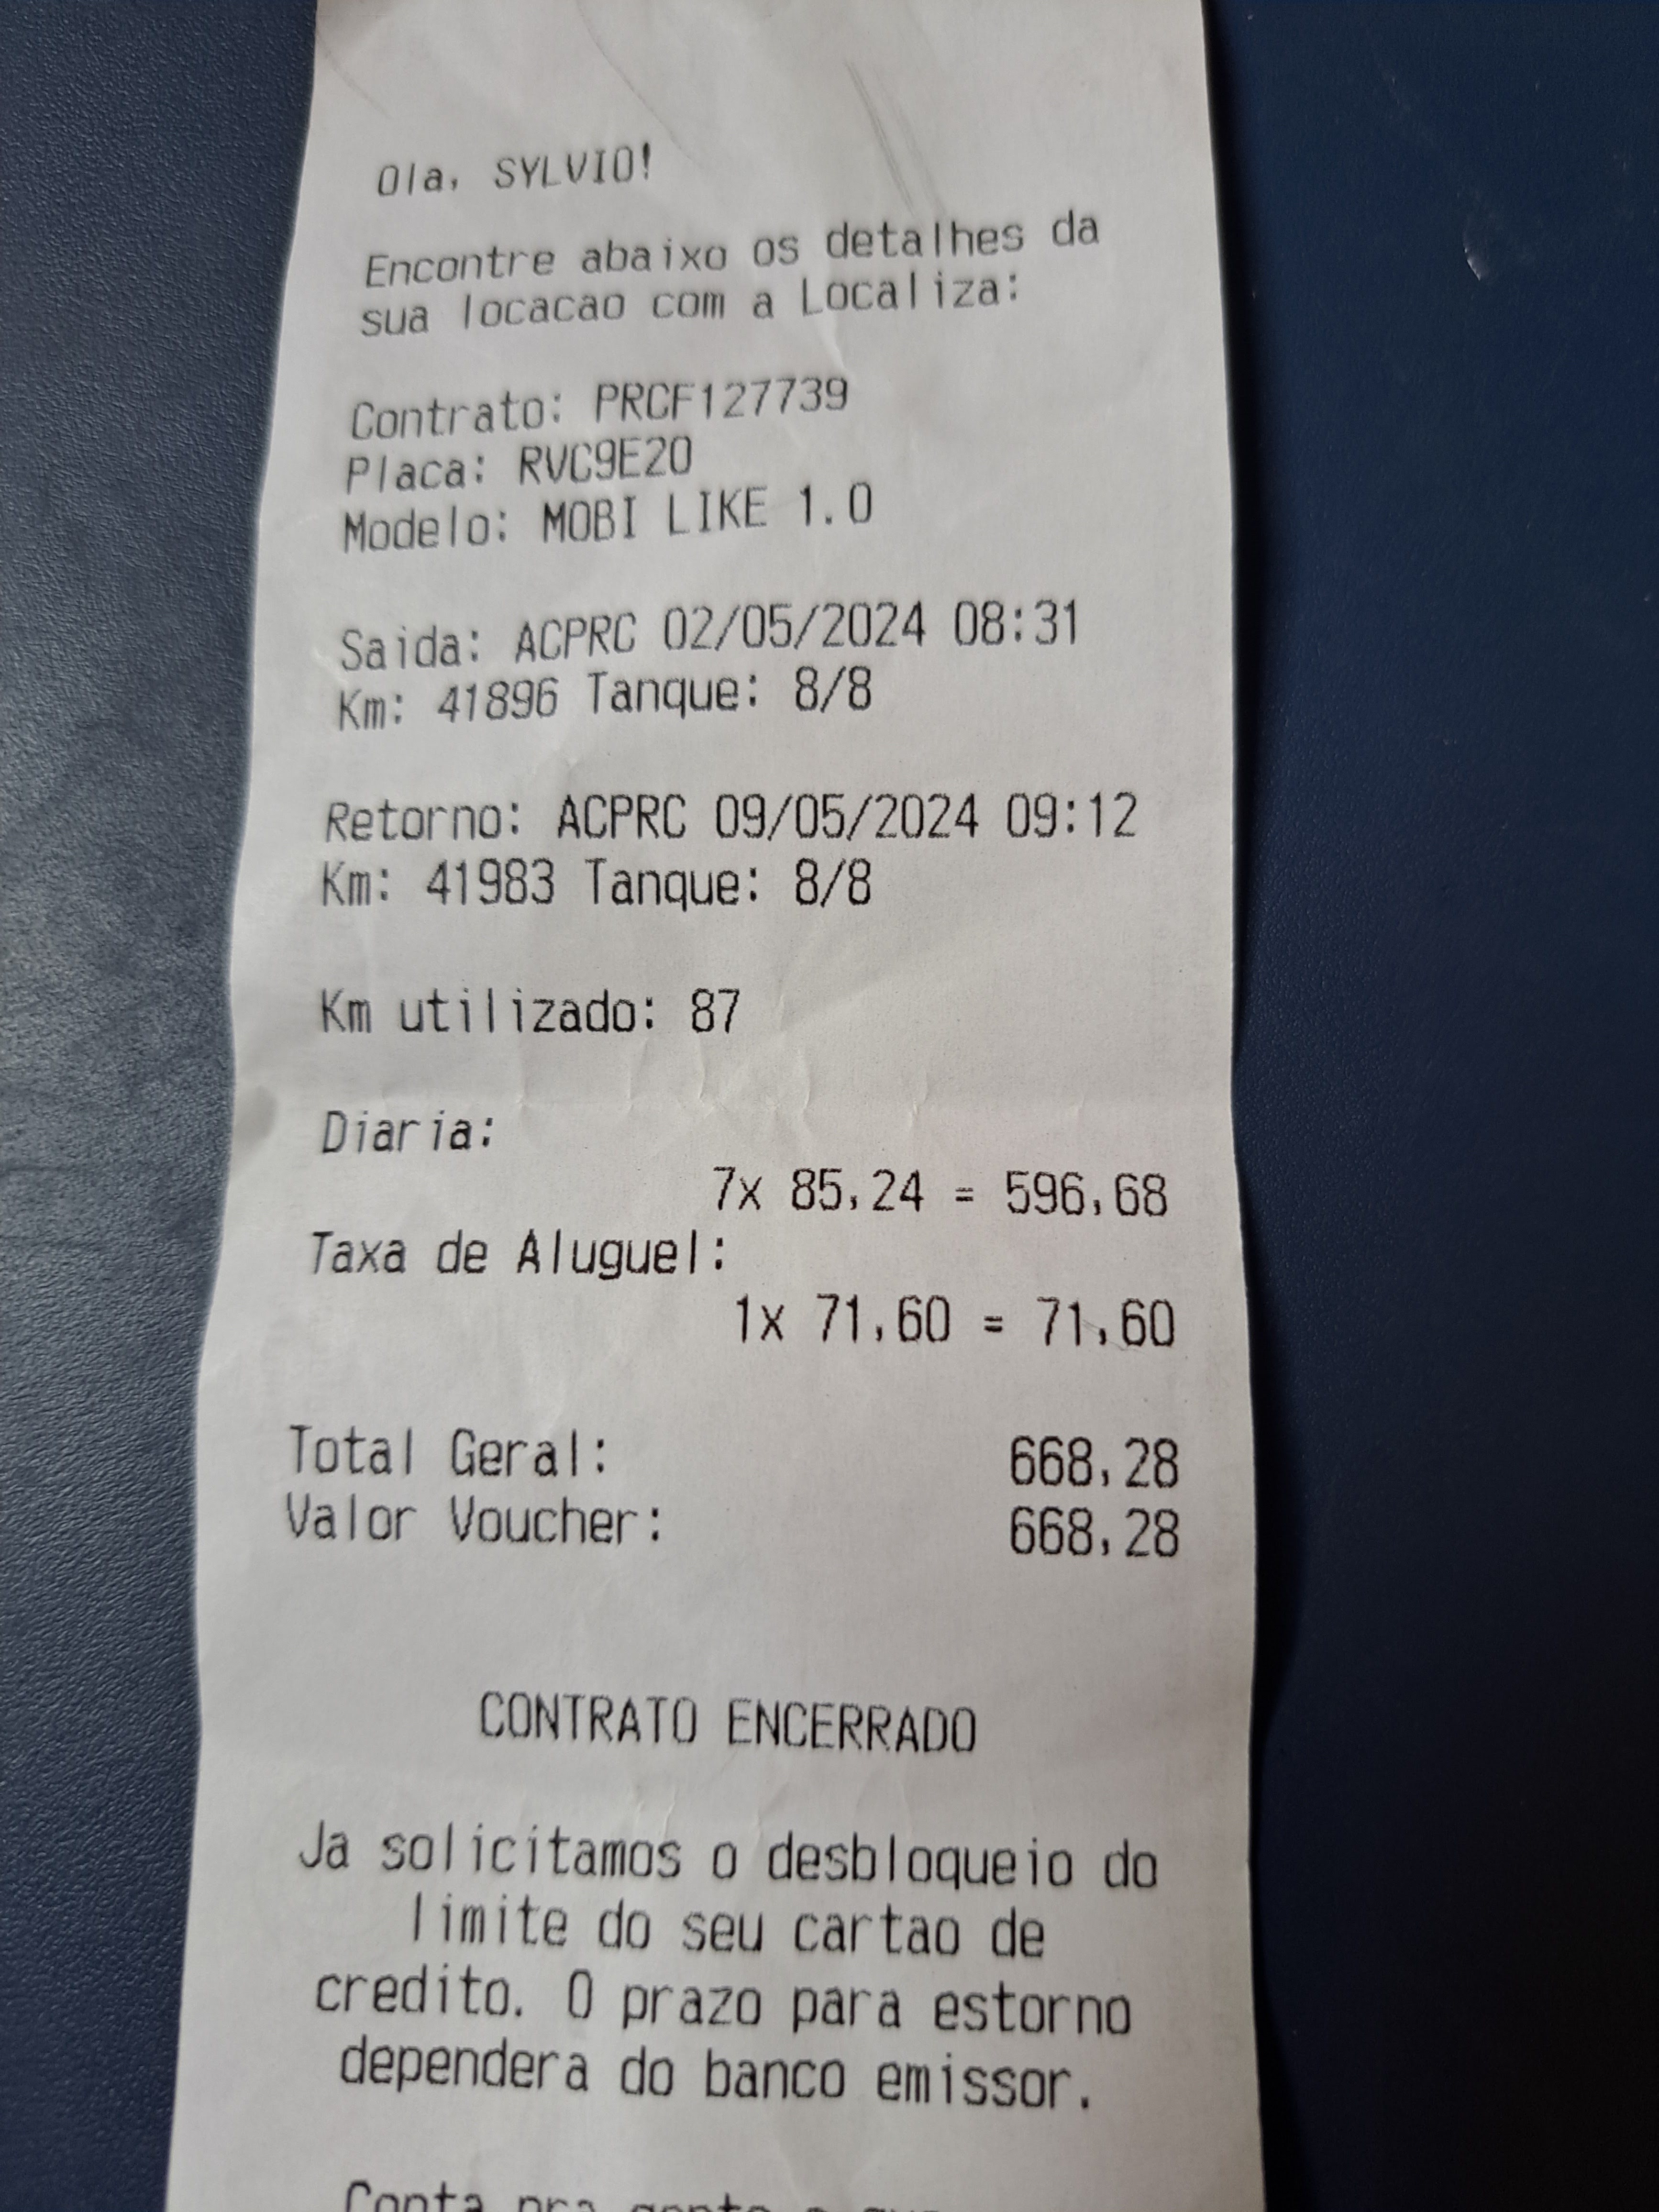 Ola, SYLVIO!
Encontre abaixo os detalhes da
sua locacao com a Localiza:
Contrato: PRCF127739
Placa: RVC9E20
Modelo: MOBI LIKE 1.0
Saida: ACPRC 02/05/2024 08:31
Km: 41896 Tanque: 8/8
Retorno: ACPRC 09/05/2024 09:12
Km: 41983 Tanque: 8/8
Km utilizado: 87
Diaria:
7x 85,24 = 596,68
Taxa de Aluguel:
1x 71,60 = 71,60
Total Geral: 668,28
Valor Voucher: 668,28
CONTRATO ENCERRADO
Ja solicitamos o desbloqueio do
limite do seu cartao de
credito. O prazo para estorno
dependera do banco emissor.
Conta pra gente o que